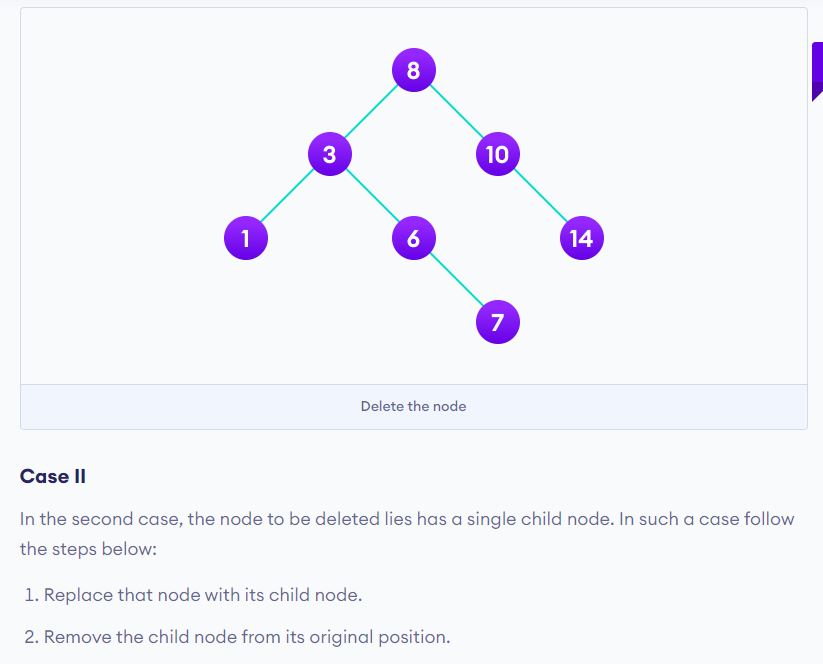 8
3
10
1
6
14
7
Delete the node
Case II
In the second case, the node to be deleted lies has a single child node. In such a case follow
the steps below:
1. Replace that node with its child node.
2. Remove the child node from its original position.